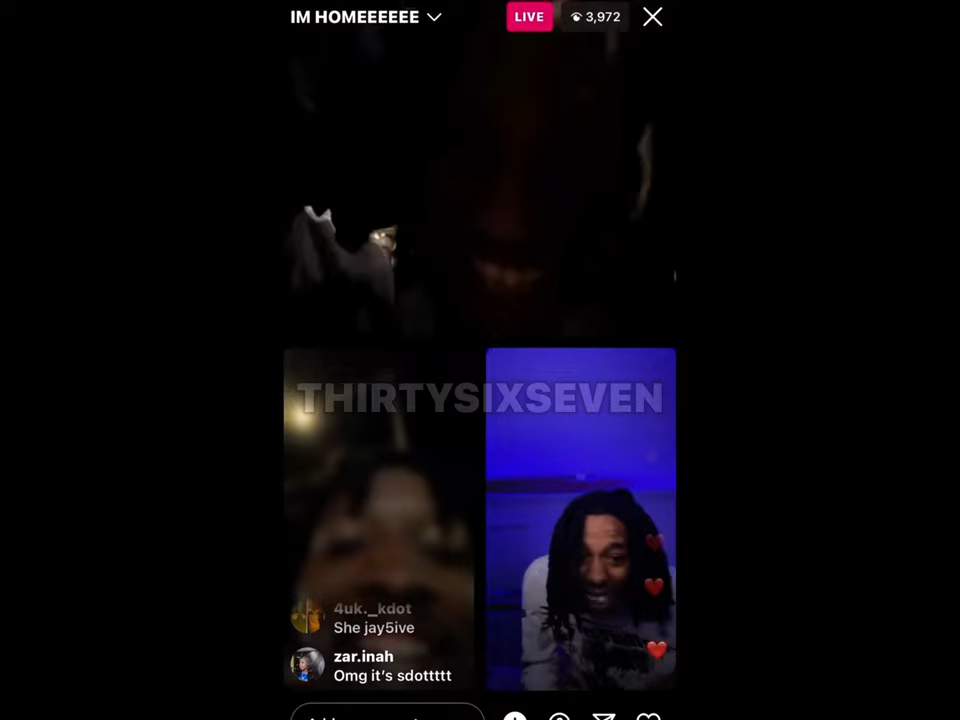 IM HOMEEEEEE
LIVE
3,972
THIRTYSIXSEVEN
4uk._kdot
She jay5ive
zar.inah
Omg it's sdottttt